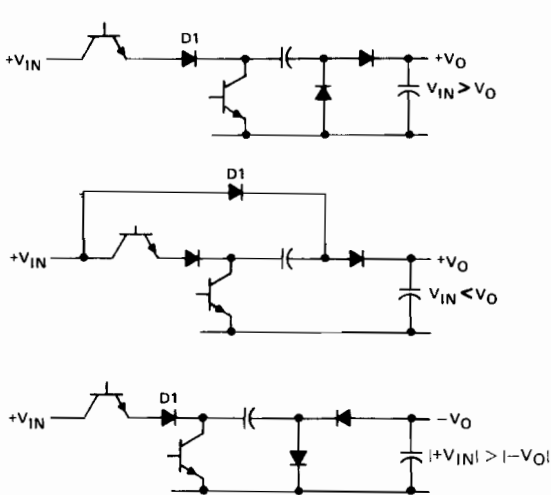 D1
+VIN
+VO
VIN > VO
D1
+VIN
+VO
VIN < VO
D1
+VIN
−VO
|+VIN| > |−VO|